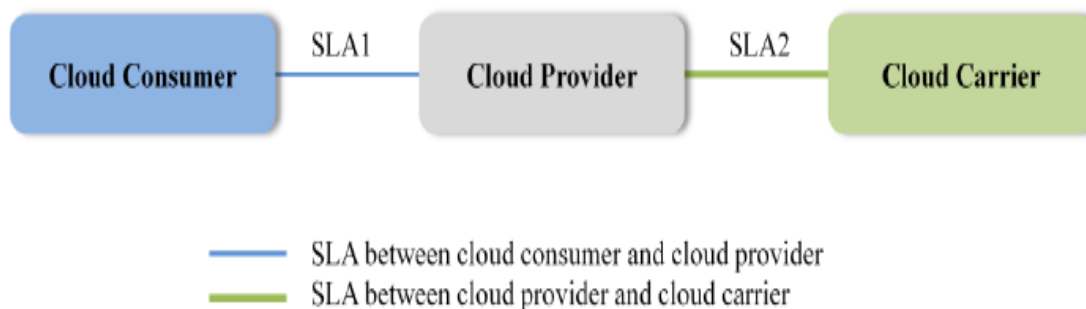 SLA1
SLA2
Cloud Consumer
Cloud Provider
Cloud Carrier
SLA between cloud consumer and cloud provider
SLA between cloud provider and cloud carrier